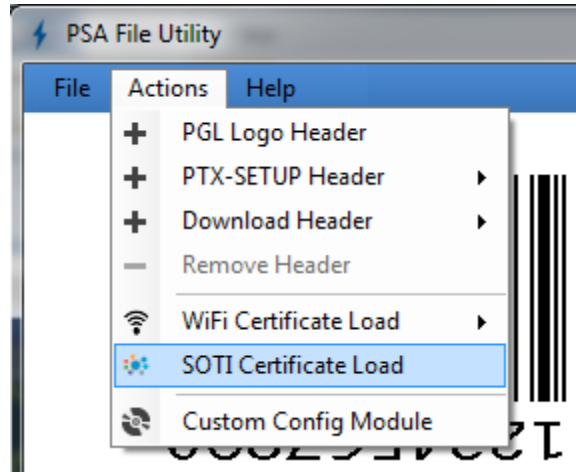 PSA File Utility
File Actions Help
PGL Logo Header
PTX-SETUP Header
Download Header
Remove Header
WiFi Certificate Load
SOTI Certificate Load
Custom Config Module